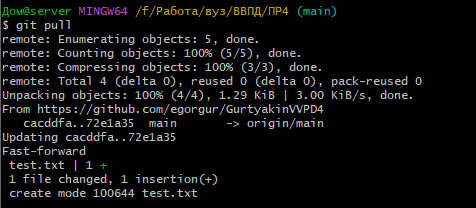 Дом@server MINGW64 /f/Работа/вуз/ВВПД/ПР4 (main)
$ git pull
remote: Enumerating objects: 5, done.
remote: Counting objects: 100% (5/5), done.
remote: Compressing objects: 100% (3/3), done.
remote: Total 4 (delta 0), reused 0 (delta 0), pack-reused 0
Unpacking objects: 100% (4/4), 1.29 KiB | 3.00 KiB/s, done.
From https://github.com/egorgur/GurtyakinVVPD4
   cacddfa..72e1a35  main       -> origin/main
Updating cacddfa..72e1a35
Fast-forward
 test.txt | 1 +
 1 file changed, 1 insertion(+)
 create mode 100644 test.txt